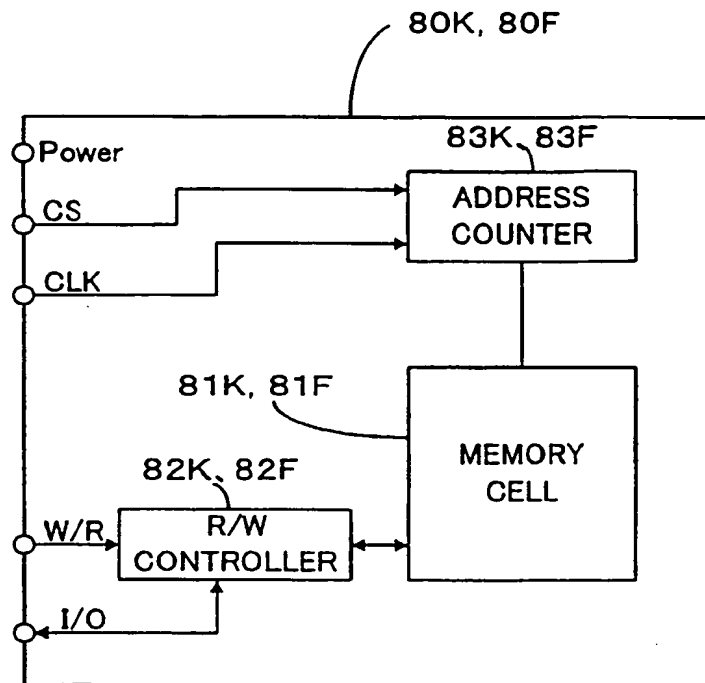 80K, 80F
Power
83K、83F
CS
ADDRESS
COUNTER
CLK
81K, 81F
MEMORY
CELL
82K、82F
W/R
R/W
CONTROLLER
I/O